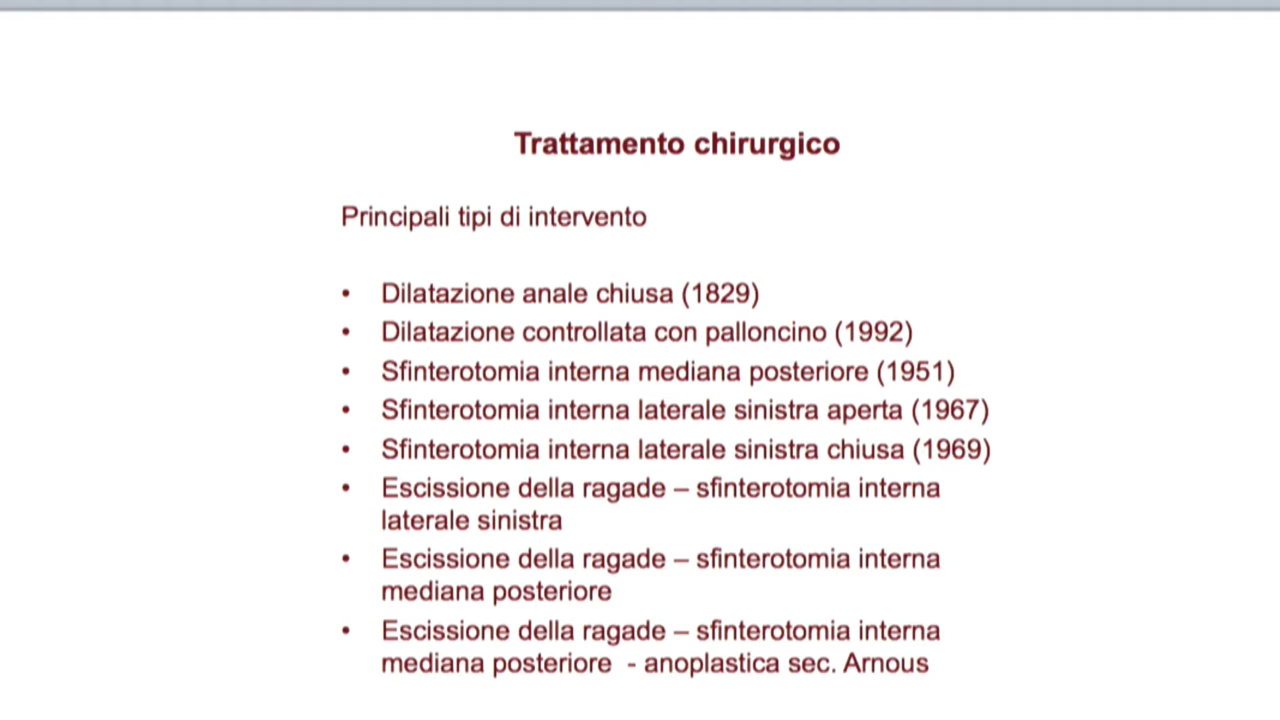 Trattamento chirurgico
Principali tipi di intervento
• Dilatazione anale chiusa (1829)
• Dilatazione controllata con palloncino (1992)
• Sfinterotomia interna mediana posteriore (1951)
• Sfinterotomia interna laterale sinistra aperta (1967)
• Sfinterotomia interna laterale sinistra chiusa (1969)
• Escissione della ragade – sfinterotomia interna
laterale sinistra
• Escissione della ragade – sfinterotomia interna
mediana posteriore
• Escissione della ragade – sfinterotomia interna
mediana posteriore - anoplastica sec. Arnous